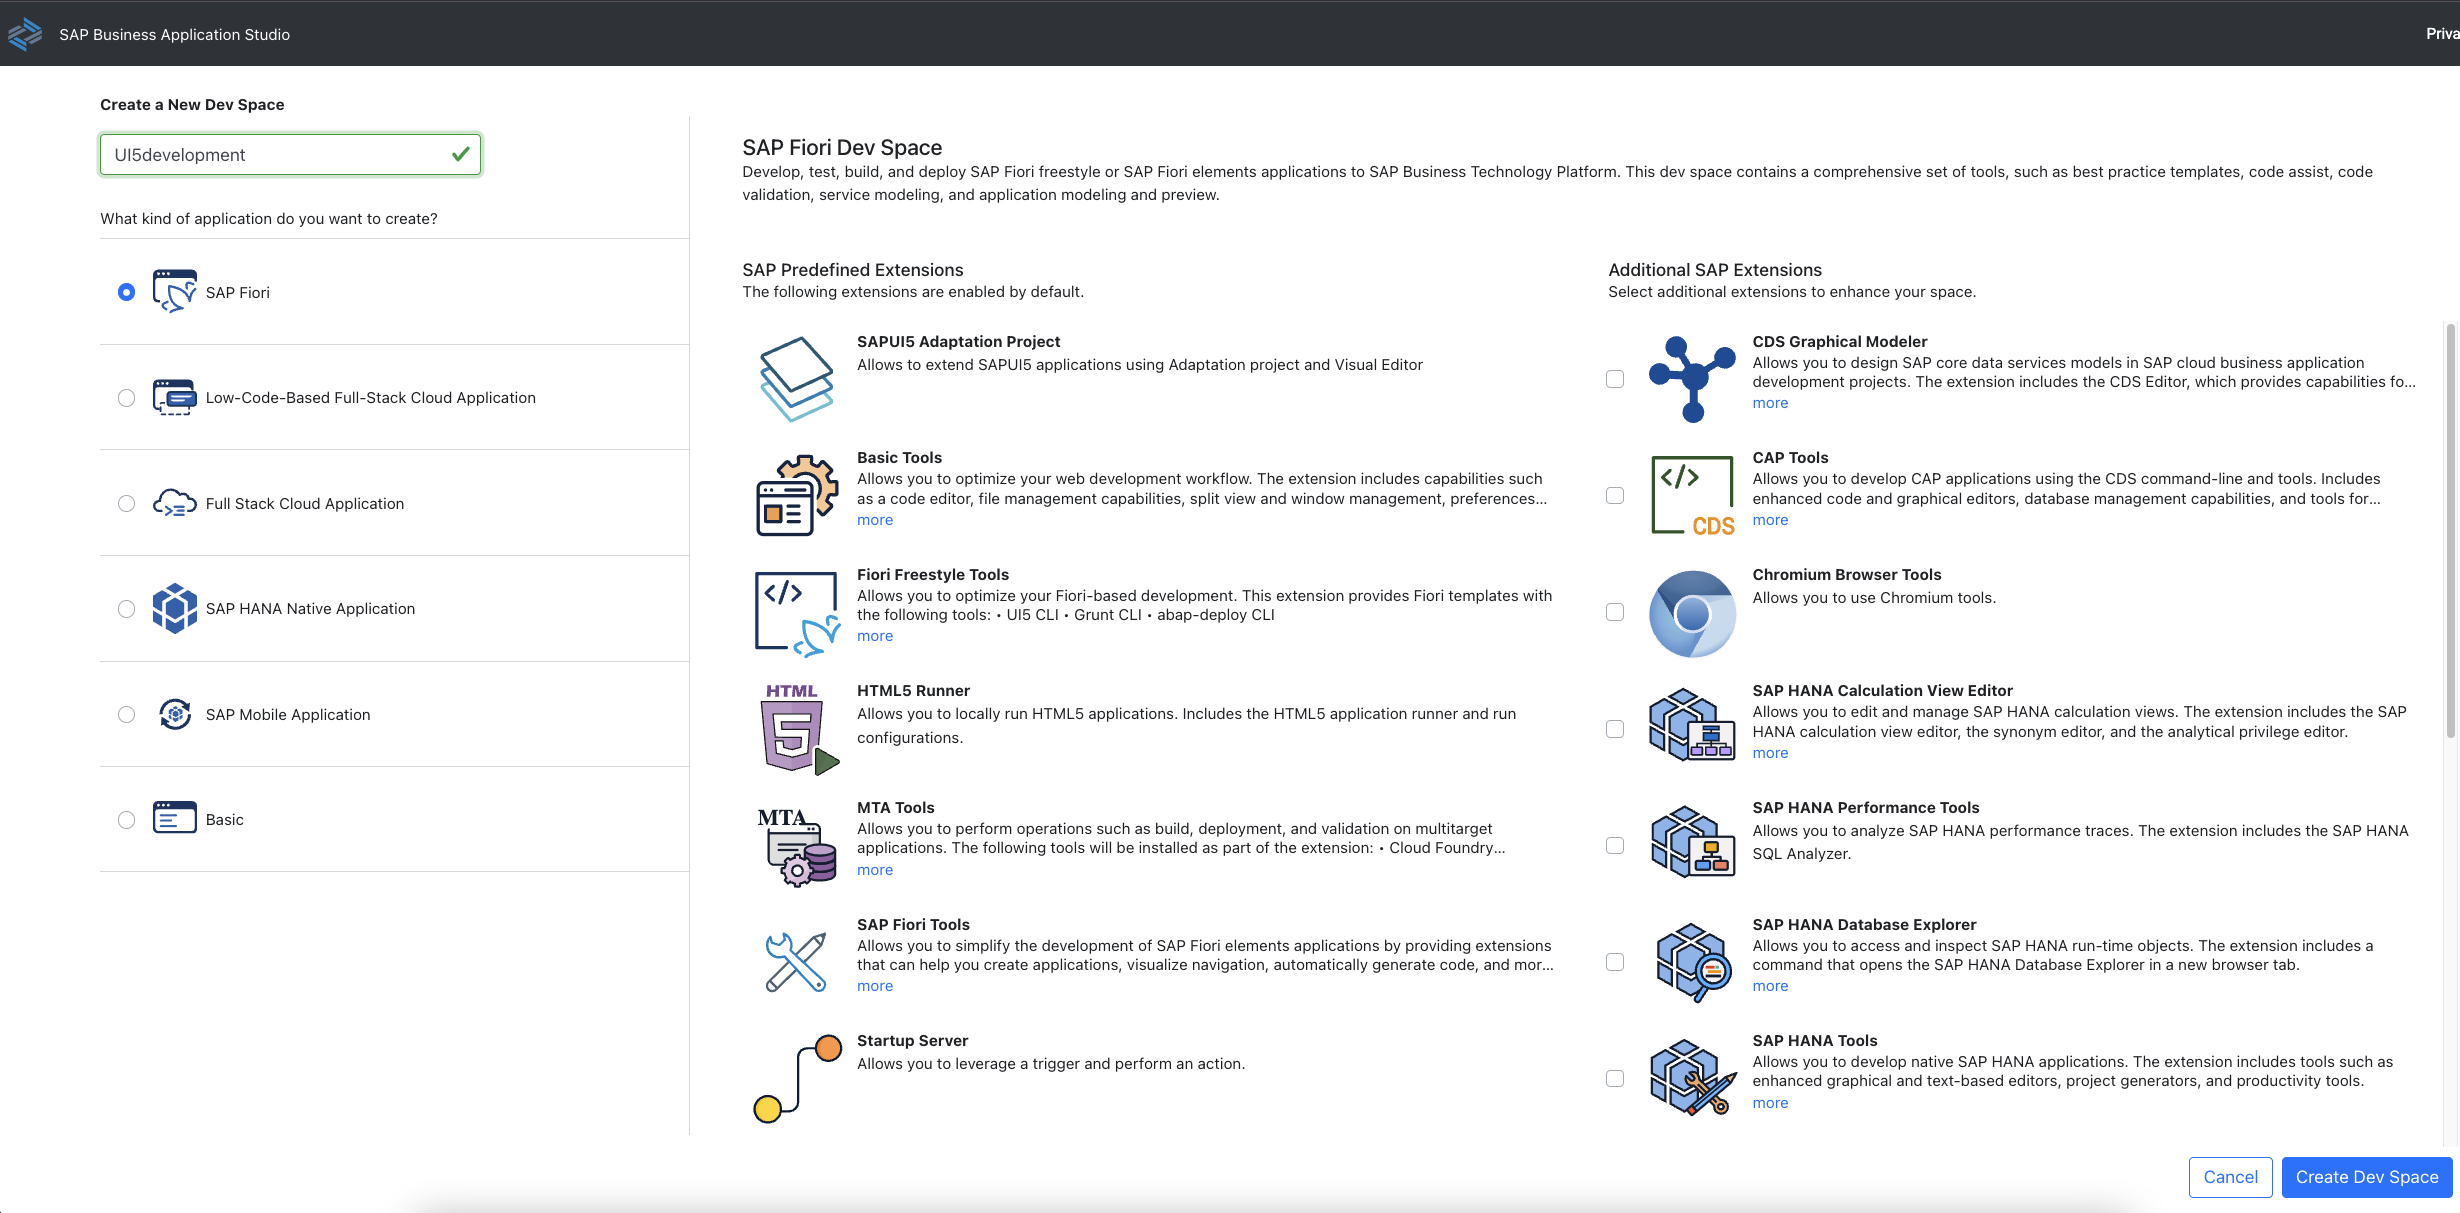 SAP Business Application Studio
Create a New Dev Space
UI5development
What kind of application do you want to create?
SAP Fiori
Low-Code-Based Full-Stack Cloud Application
Full Stack Cloud Application
SAP HANA Native Application
SAP Mobile Application
Basic
SAP Fiori Dev Space
Develop, test, build, and deploy SAP Fiori freestyle or SAP Fiori elements applications to SAP Business Technology Platform. This dev space contains a comprehensive set of tools, such as best practice templates, code assist, code
validation, service modeling, and application modeling and preview.
SAP Predefined Extensions
The following extensions are enabled by default.
SAPUI5 Adaptation Project
Allows to extend SAPUI5 applications using Adaptation project and Visual Editor
Basic Tools
Allows you to optimize your web development workflow. The extension includes capabilities such
as a code editor, file management capabilities, split view and window management, preferences...
more
</>
Fiori Freestyle Tools
Allows you to optimize your Fiori-based development. This extension provides Fiori templates with
the following tools: • UI5 CLI • Grunt CLI • abap-deploy CLI
more
HTML
5
HTML5 Runner
Allows you to locally run HTML5 applications. Includes the HTML5 application runner and run
configurations.
MTA
MTA Tools
Allows you to perform operations such as build, deployment, and validation on multitarget
applications. The following tools will be installed as part of the extension: • Cloud Foundry...
more
SAP Fiori Tools
Allows you to simplify the development of SAP Fiori elements applications by providing extensions
that can help you create applications, visualize navigation, automatically generate code, and mor...
more
Startup Server
Allows you to leverage a trigger and perform an action.
Additional SAP Extensions
Select additional extensions to enhance your space.
CDS Graphical Modeler
Allows you to design SAP core data services models in SAP cloud business application
development projects. The extension includes the CDS Editor, which provides capabilities fo...
more
</>
CDS
CAP Tools
Allows you to develop CAP applications using the CDS command-line and tools. Includes
enhanced code and graphical editors, database management capabilities, and tools for...
more
Chromium Browser Tools
Allows you to use Chromium tools.
SAP HANA Calculation View Editor
Allows you to edit and manage SAP HANA calculation views. The extension includes the SAP
HANA calculation view editor, the synonym editor, and the analytical privilege editor.
more
SAP HANA Performance Tools
Allows you to analyze SAP HANA performance traces. The extension includes the SAP HANA
SQL Analyzer.
SAP HANA Database Explorer
Allows you to access and inspect SAP HANA run-time objects. The extension includes a
command that opens the SAP HANA Database Explorer in a new browser tab.
more
SAP HANA Tools
Allows you to develop native SAP HANA applications. The extension includes tools such as
enhanced graphical and text-based editors, project generators, and productivity tools.
more
Cancel
Create Dev Space